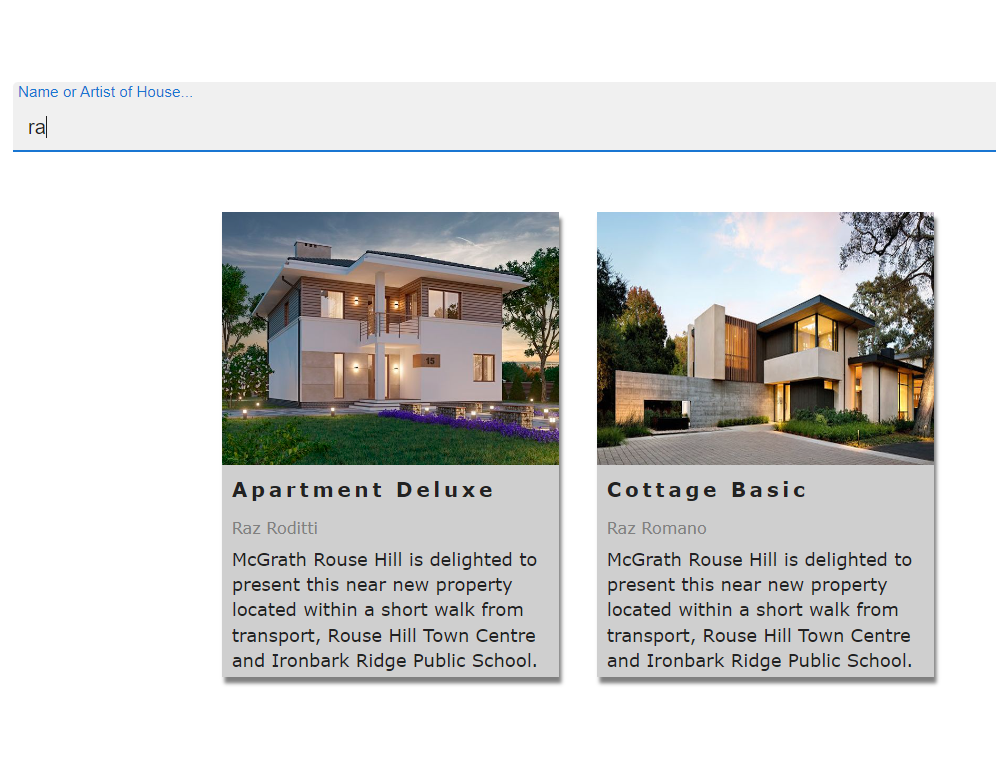 Name or Artist of House...
ra
15
Apartment Deluxe
Raz Roditti
McGrath Rouse Hill is delighted to
present this near new property
located within a short walk from
transport, Rouse Hill Town Centre
and Ironbark Ridge Public School.
Cottage Basic
Raz Romano
McGrath Rouse Hill is delighted to
present this near new property
located within a short walk from
transport, Rouse Hill Town Centre
and Ironbark Ridge Public School.